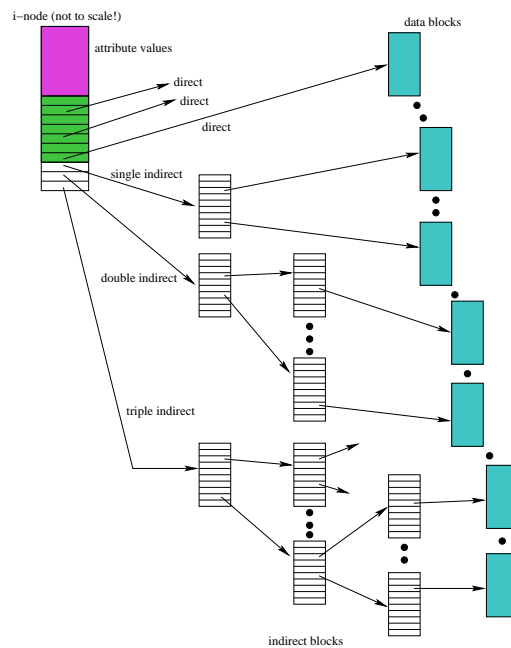 i-node (not to scale!)
data blocks
attribute values
direct
direct
direct
single indirect
double indirect
triple indirect
indirect blocks